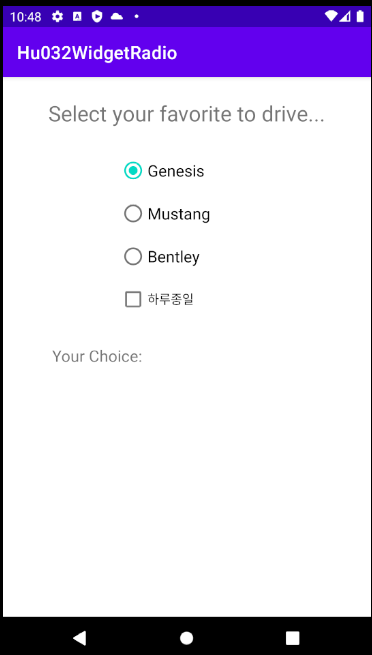 10:48
Hu032WidgetRadio
Select your favorite to drive...
Genesis
Mustang
Bentley
하루종일
Your Choice: